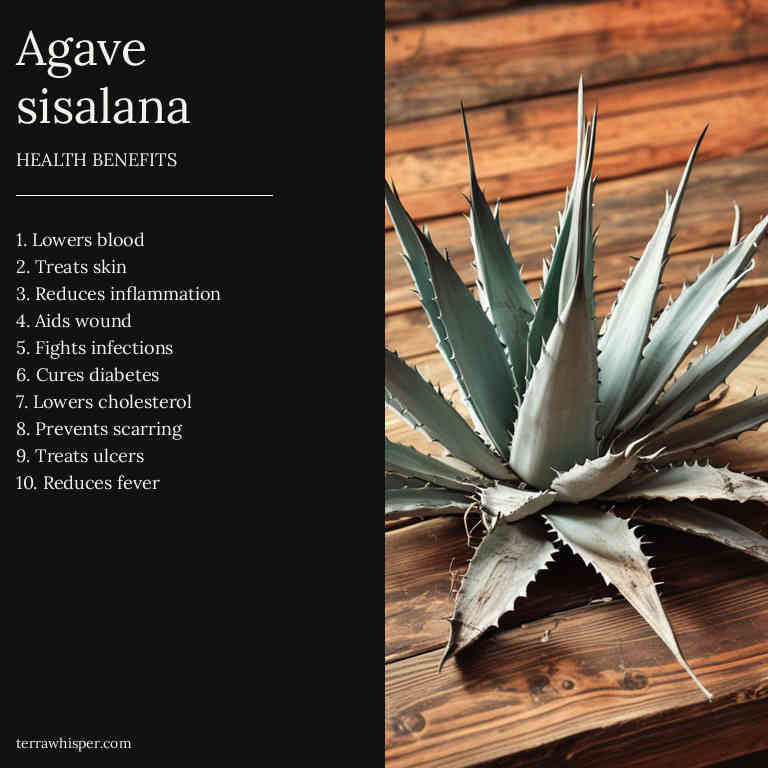 Agave
sisalana
HEALTH BENEFITS
1. Lowers blood
2. Treats skin
3. Reduces inflammation
4. Aids wound
5. Fights infections
6. Cures diabetes
7. Lowers cholesterol
8. Prevents scarring
9. Treats ulcers
10. Reduces fever
terrawhisper.com